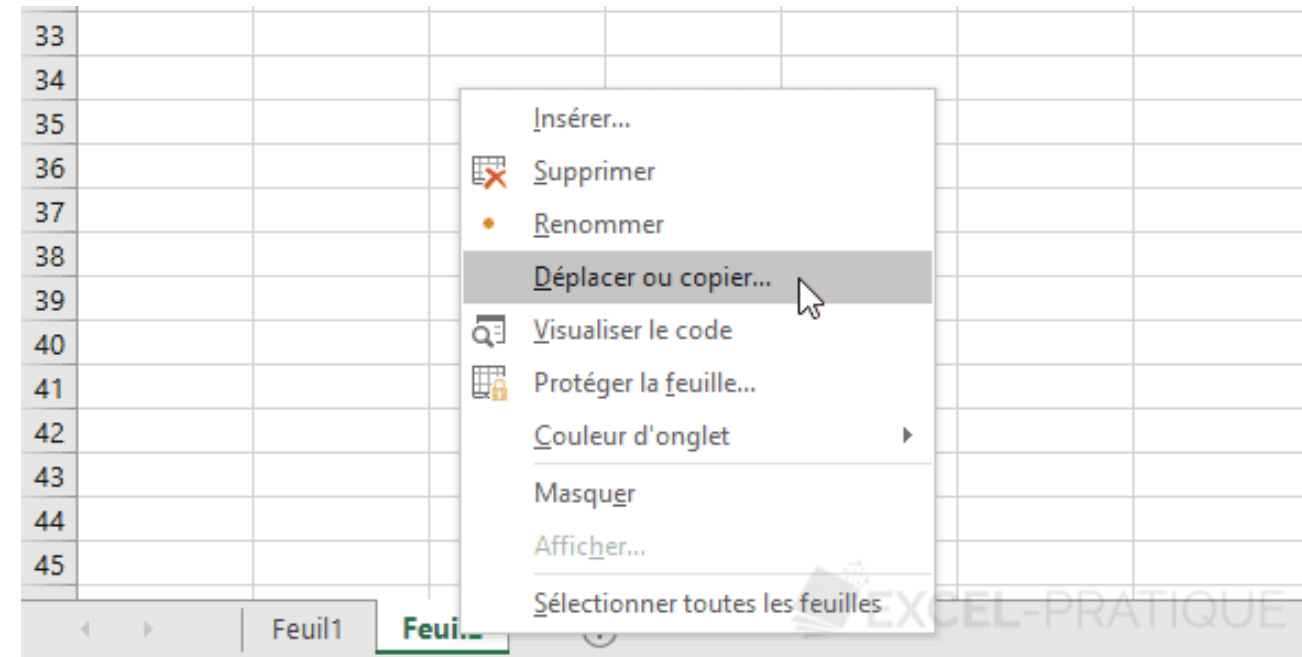 33
34
35
Insérer...
36
Supprimer
37
Renommer
38
Déplacer ou copier...
39
40
Visualiser le code
41
Protéger la feuille...
42
Couleur d'onglet
43
Masquer
44
Afficher...
45
Sélectionner toutes les feuilles
EXCEL-PRATIQUE
Feuil1